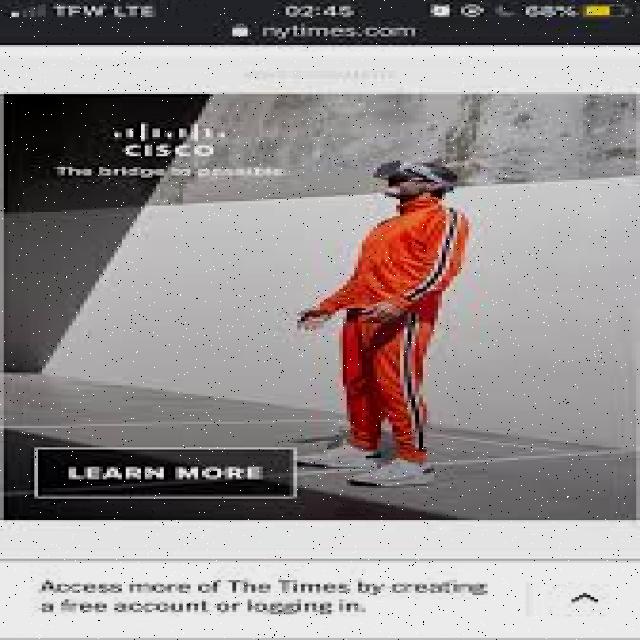 TFW LTE 02:45 68%
nytimes.com
CISCO
The bridge to possible
LEARN MORE
Access more of The Times by creating
a free account or logging in.